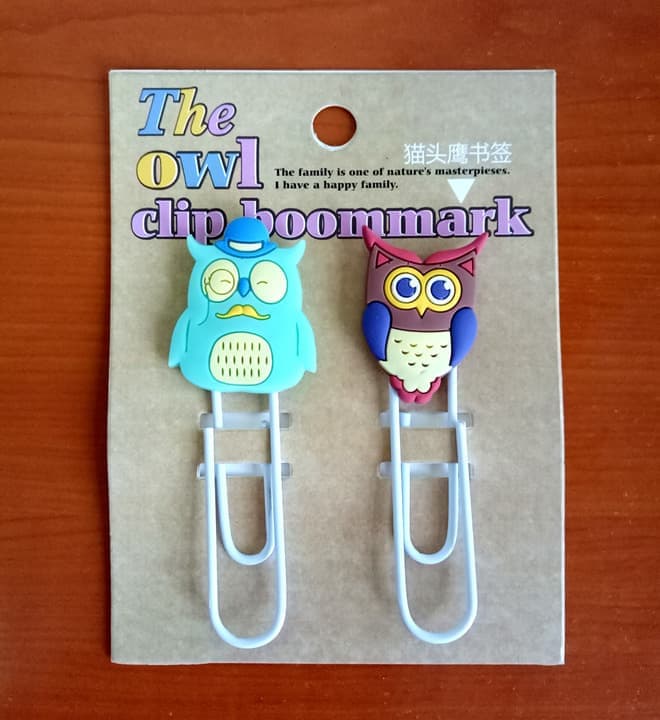 The
owl
猫头鹰书签
The family is one of nature's masterpieses.
I have a happy family.
clip boommark